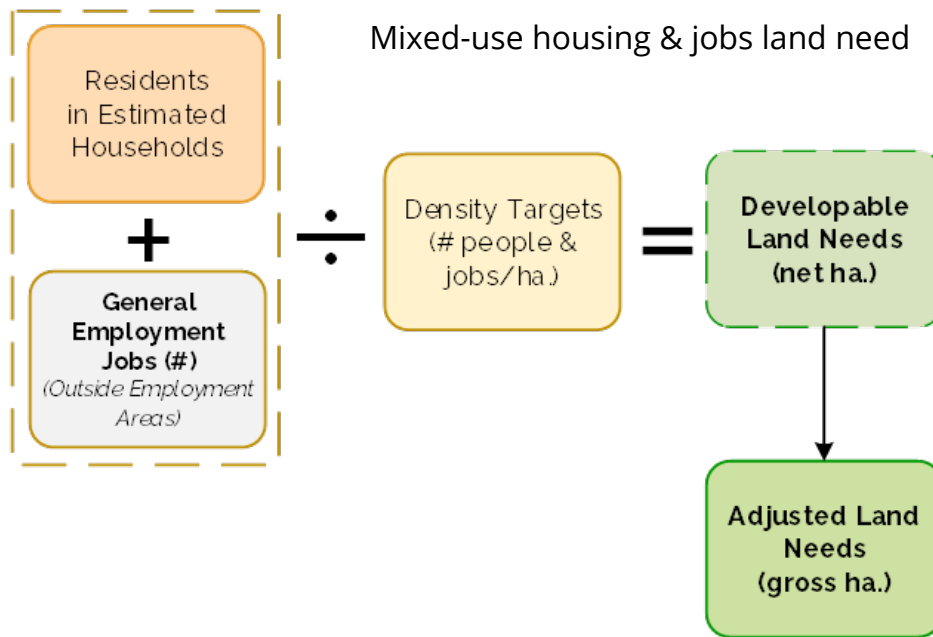 Mixed-use housing & jobs land need
Residents
in Estimated
Households
+
General
Employment
Jobs (#)
(Outside Employment
Areas)
÷
Density Targets
(# people &
jobs/ha.)
=
Developable
Land Needs
(net ha.)
Adjusted Land
Needs
(gross ha.)